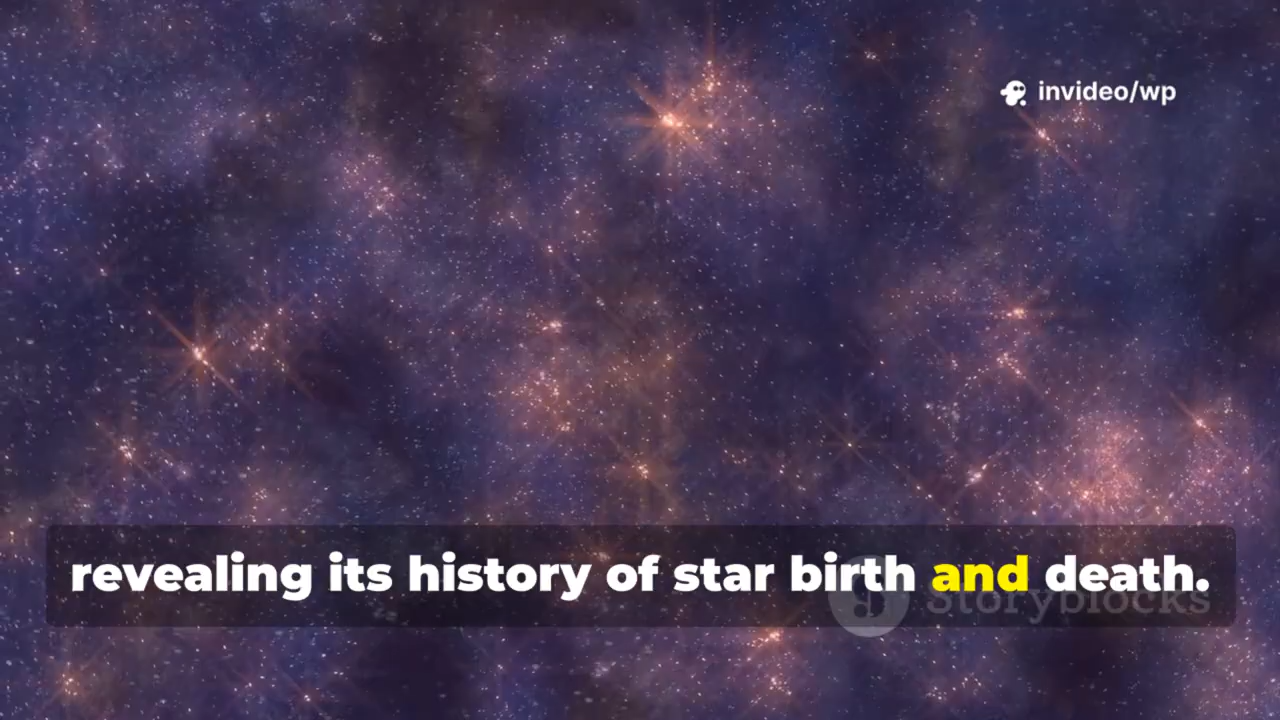 invideo/wp
revealing its history of star birth and death.
Storyblocks